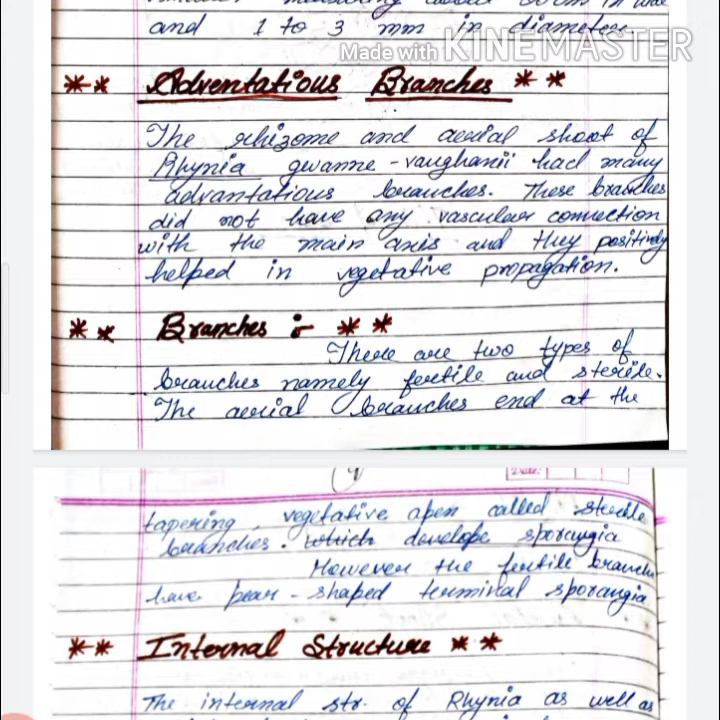 and 1 to 3 mm in diameter
Made with KINEMASTER
** Adventatious Branches **
The rhizome and aerial shoot of
Rhynia gwanne-vaughanii had many
advantatious branches. These branches
did not have any vascular connection
with the main axis and they positively
helped in vegetative propagation.
** Branches :- **
There are two types of
branches namely fertile and sterile.
The aerial branches end at the
Date:
tapering vegetative apex called sterile
branches. which develope sporangia
However the fertile branch
have pear-shaped terminal sporangia
** Internal Structure **
The internal str. of Rhynia as well as